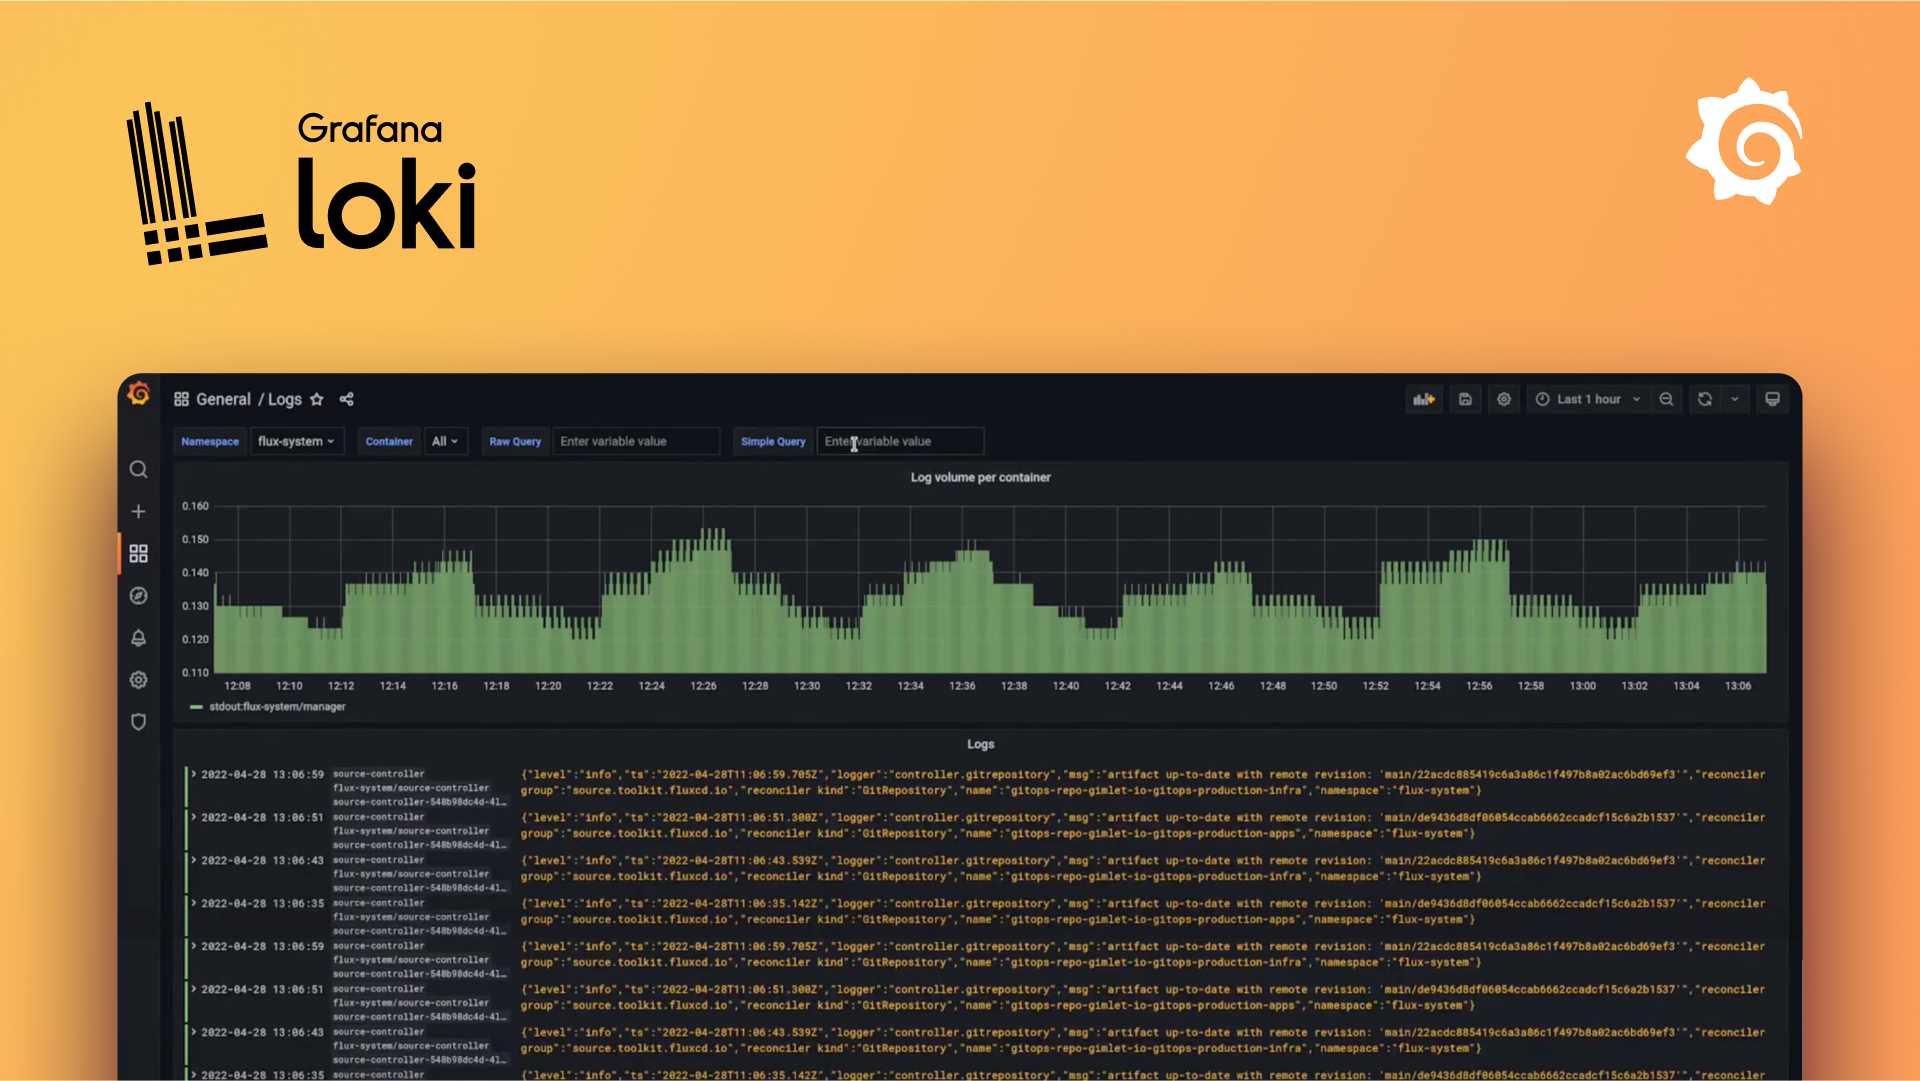 Grafana
loki
General / Logs
Last 1 hour
Namespace flux-system Container All Raw Query Enter variable value Simple Query Enter variable value
Log volume per container
0.160
0.150
0.140
0.130
0.120
0.110
12:08 12:10 12:12 12:14 12:16 12:18 12:20 12:22 12:24 12:26 12:28 12:30 12:32 12:34 12:36 12:38 12:40 12:42 12:44 12:46 12:48 12:50 12:52 12:54 12:56 12:58 13:00 13:02 13:04 13:06
stdout:flux-system/manager
Logs
2022-04-28 13:06:59 source-controller {"level":"info","ts":"2022-04-28T11:06:59.705Z","logger":"controller.gitrepository","msg":"artifact up-to-date with remote revision: 'main/22acdc885419c6a3a86c1f497b8a02ac6bd69ef3'","reconciler
flux-system/source-controller group":"source.toolkit.fluxcd.io","reconciler kind":"GitRepository","name":"gitops-repo-gimlet-io-gitops-production-infra","namespace":"flux-system"}
source-controller-548b98dc4d-4l…
2022-04-28 13:06:51 source-controller {"level":"info","ts":"2022-04-28T11:06:51.300Z","logger":"controller.gitrepository","msg":"artifact up-to-date with remote revision: 'main/de9436d8df06054ccab6662ccadcf15c6a2b1537'","reconciler
flux-system/source-controller group":"source.toolkit.fluxcd.io","reconciler kind":"GitRepository","name":"gitops-repo-gimlet-io-gitops-production-apps","namespace":"flux-system"}
source-controller-548b98dc4d-4l…
2022-04-28 13:06:43 source-controller {"level":"info","ts":"2022-04-28T11:06:43.539Z","logger":"controller.gitrepository","msg":"artifact up-to-date with remote revision: 'main/22acdc885419c6a3a86c1f497b8a02ac6bd69ef3'","reconciler
flux-system/source-controller group":"source.toolkit.fluxcd.io","reconciler kind":"GitRepository","name":"gitops-repo-gimlet-io-gitops-production-infra","namespace":"flux-system"}
source-controller-548b98dc4d-4l…
2022-04-28 13:06:35 source-controller {"level":"info","ts":"2022-04-28T11:06:35.142Z","logger":"controller.gitrepository","msg":"artifact up-to-date with remote revision: 'main/de9436d8df06054ccab6662ccadcf15c6a2b1537'","reconciler
flux-system/source-controller group":"source.toolkit.fluxcd.io","reconciler kind":"GitRepository","name":"gitops-repo-gimlet-io-gitops-production-apps","namespace":"flux-system"}
source-controller-548b98dc4d-4l…
2022-04-28 13:06:59 source-controller {"level":"info","ts":"2022-04-28T11:06:59.705Z","logger":"controller.gitrepository","msg":"artifact up-to-date with remote revision: 'main/22acdc885419c6a3a86c1f497b8a02ac6bd69ef3'","reconciler
flux-system/source-controller group":"source.toolkit.fluxcd.io","reconciler kind":"GitRepository","name":"gitops-repo-gimlet-io-gitops-production-infra","namespace":"flux-system"}
source-controller-548b98dc4d-4l…
2022-04-28 13:06:51 source-controller {"level":"info","ts":"2022-04-28T11:06:51.300Z","logger":"controller.gitrepository","msg":"artifact up-to-date with remote revision: 'main/de9436d8df06054ccab6662ccadcf15c6a2b1537'","reconciler
flux-system/source-controller group":"source.toolkit.fluxcd.io","reconciler kind":"GitRepository","name":"gitops-repo-gimlet-io-gitops-production-apps","namespace":"flux-system"}
source-controller-548b98dc4d-4l…
2022-04-28 13:06:43 source-controller {"level":"info","ts":"2022-04-28T11:06:43.539Z","logger":"controller.gitrepository","msg":"artifact up-to-date with remote revision: 'main/22acdc885419c6a3a86c1f497b8a02ac6bd69ef3'","reconciler
flux-system/source-controller group":"source.toolkit.fluxcd.io","reconciler kind":"GitRepository","name":"gitops-repo-gimlet-io-gitops-production-infra","namespace":"flux-system"}
source-controller-548b98dc4d-4l…
2022-04-28 13:06:35 source-controller {"level":"info","ts":"2022-04-28T11:06:35.142Z","logger":"controller.gitrepository","msg":"artifact up-to-date with remote revision: 'main/de9436d8df06054ccab6662ccadcf15c6a2b1537'","reconciler